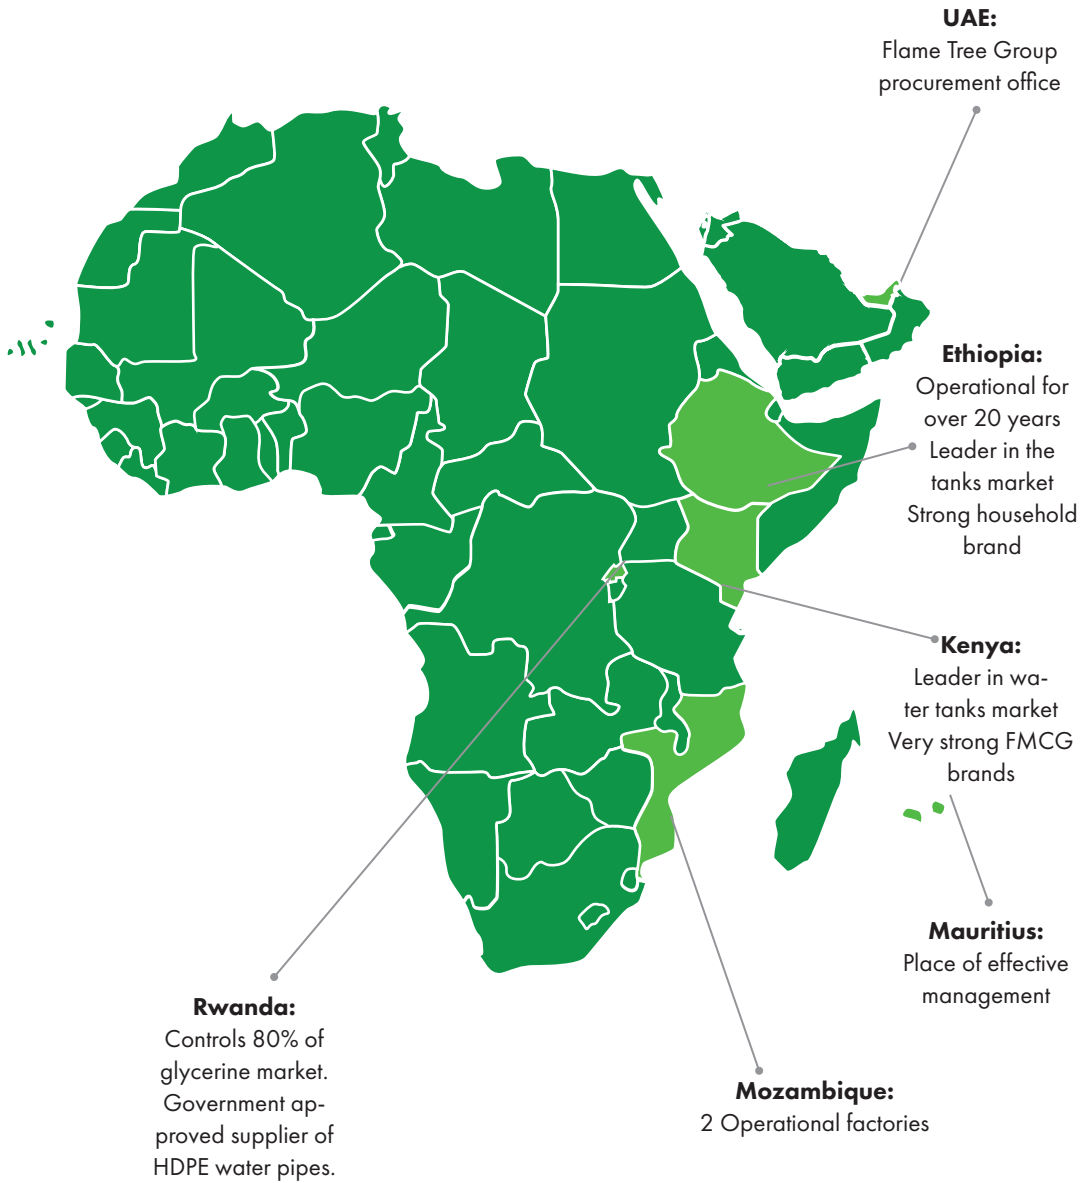 UAE:
Flame Tree Group
procurement office
Ethiopia:
Operational for
over 20 years
Leader in the
tanks market
Strong household
brand
Kenya:
Leader in wa-
ter tanks market
Very strong FMCG
brands
Mauritius:
Place of effective
management
Rwanda:
Controls 80% of
glycerine market.
Government ap-
proved supplier of
HDPE water pipes.
Mozambique:
2 Operational factories